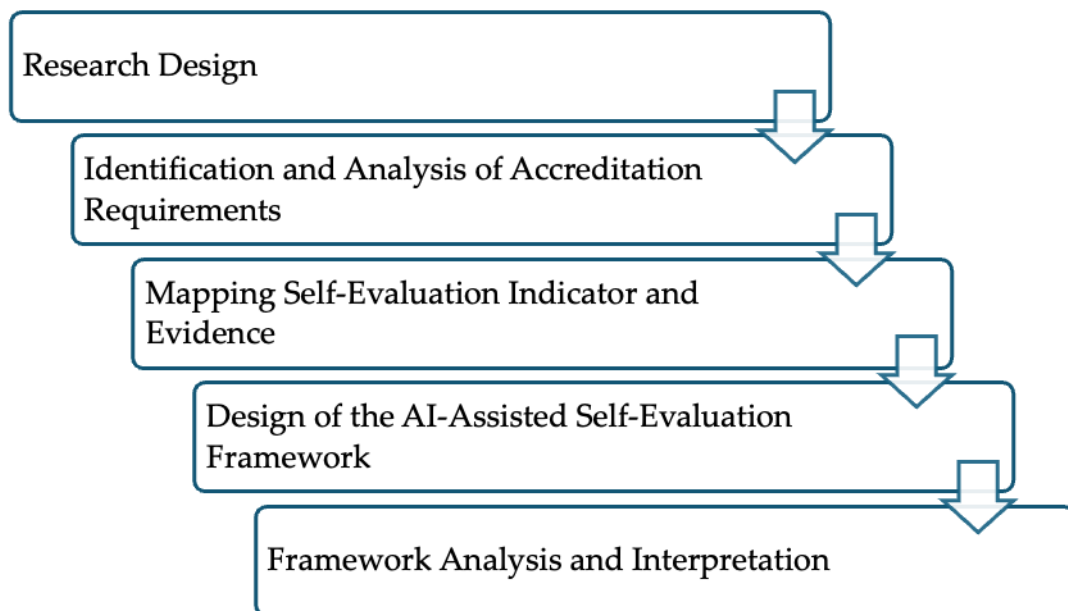 Research Design
Identification and Analysis of Accreditation
Requirements
Mapping Self-Evaluation Indicator and
Evidence
Design of the AI-Assisted Self-Evaluation
Framework
Framework Analysis and Interpretation